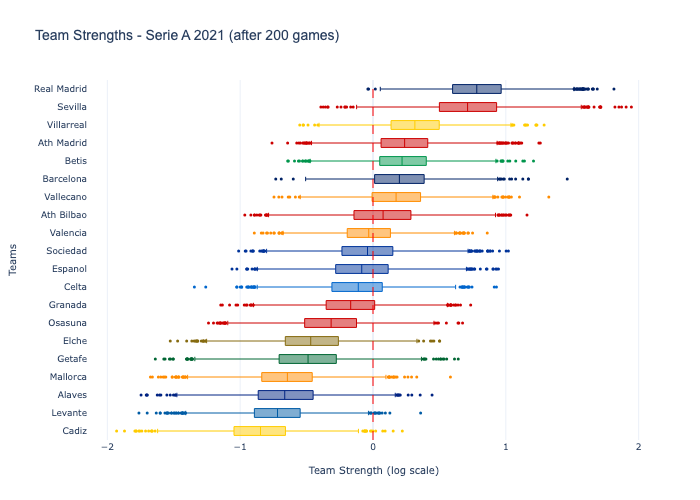 Team Strengths - Serie A 2021 (after 200 games)
Real Madrid
Sevilla
Villarreal
Ath Madrid
Betis
Barcelona
Vallecano
Ath Bilbao
Valencia
Sociedad
Espanol
Celta
Granada
Osasuna
Elche
Getafe
Mallorca
Alaves
Levante
Cadiz
Teams
−2 −1 0 1 2
Team Strength (log scale)